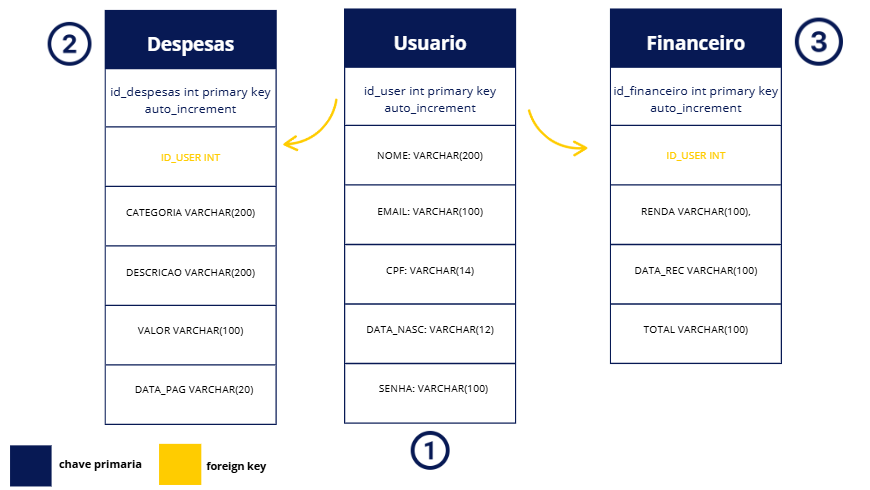 2
Despesas
id_despesas int primary key
auto_increment
ID_USER INT
CATEGORIA VARCHAR(200)
DESCRICAO VARCHAR(200)
VALOR VARCHAR(100)
DATA_PAG VARCHAR(20)
Usuario
id_user int primary key
auto_increment
NOME: VARCHAR(200)
EMAIL: VARCHAR(100)
CPF: VARCHAR(14)
DATA_NASC: VARCHAR(12)
SENHA: VARCHAR(100)
1
Financeiro
3
id_financeiro int primary key
auto_increment
ID_USER INT
RENDA VARCHAR(100),
DATA_REC VARCHAR(100)
TOTAL VARCHAR(100)
chave primaria
foreign key